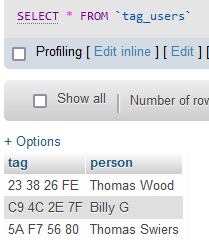 SELECT * FROM `tag_users`
Profiling [ Edit inline ] [ Edit ] [
Show all Number of row
+ Options
tag person
23 38 26 FE Thomas Wood
C9 4C 2E 7F Billy G
5A F7 56 80 Thomas Swiers